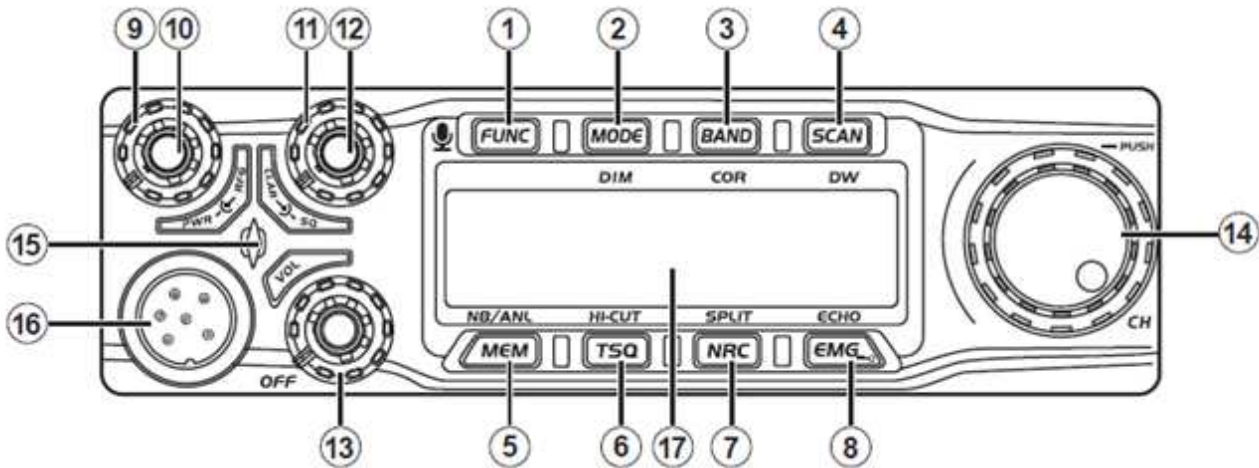 9 10 11 12 1 2 3 4
FUNC MODE BAND SCAN
PUSH
DIM COR DW
PWR RFG CLAR SQ
15
14
VOL
16
NB/ANL HI-CUT SPLIT ECHO
CH
MEM TSQ NRC EMG
OFF
13 5 6 17 7 8